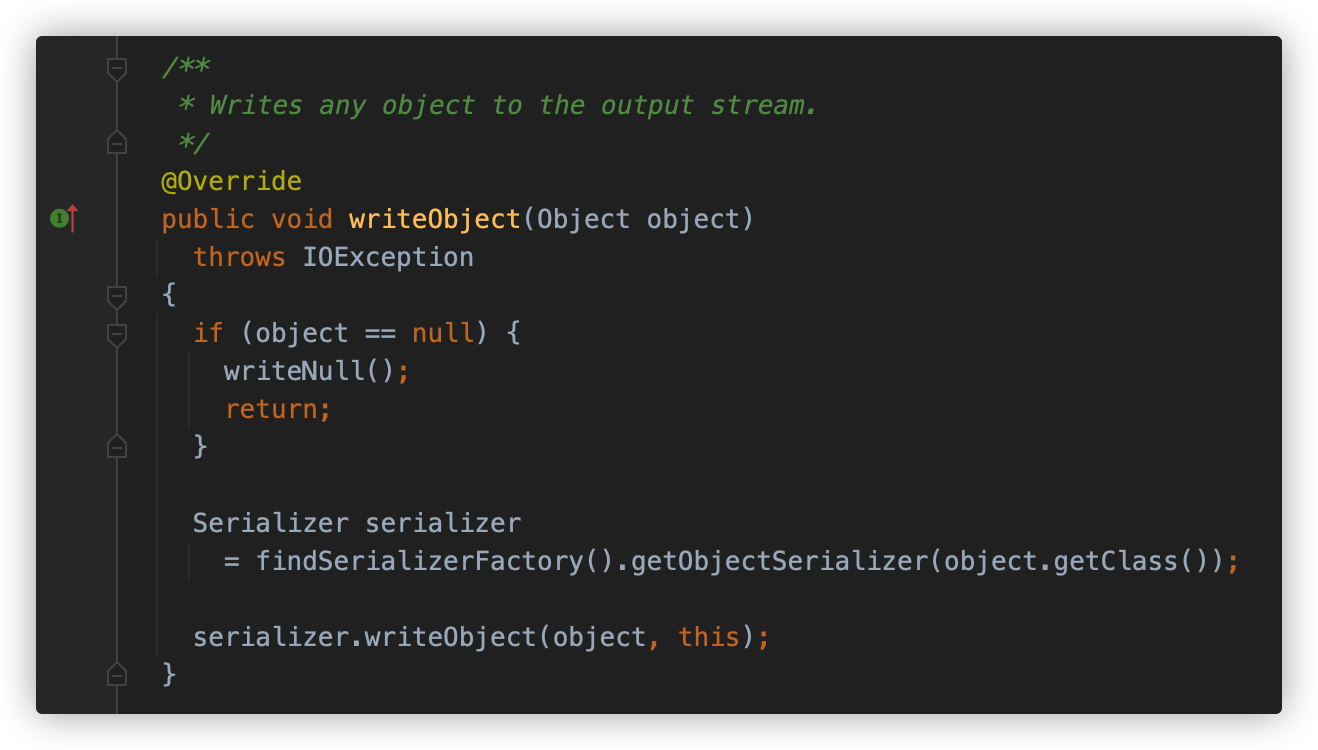 /**
 * Writes any object to the output stream.
 */
@Override
public void writeObject(Object object)
  throws IOException
{
  if (object == null) {
    writeNull();
    return;
  }

  Serializer serializer
    = findSerializerFactory().getObjectSerializer(object.getClass());

  serializer.writeObject(object, this);
}